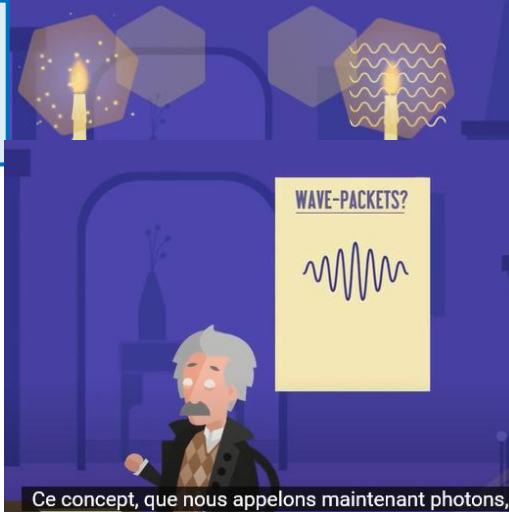 WAVE-PACKETS?
Ce concept, que nous appelons maintenant photons,